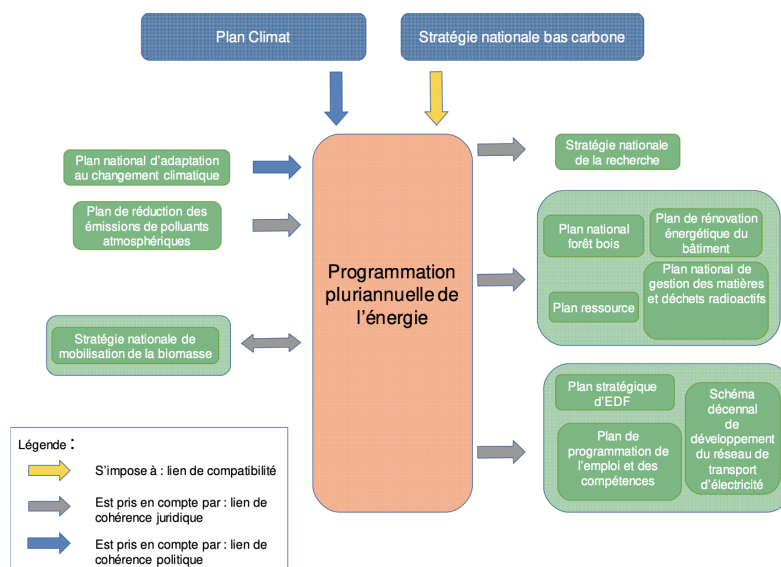 Plan Climat
Stratégie nationale bas carbone
Plan national d’adaptation
au changement climatique
Plan de réduction des
émissions de polluants
atmosphériques
Stratégie nationale de
mobilisation de la biomasse
Programmation
pluriannuelle de
l’énergie
Stratégie nationale
de la recherche
Plan national
forêt bois
Plan de rénovation
énergétique du
bâtiment
Plan ressource
Plan national de
gestion des matières
et déchets radioactifs
Plan stratégique
d’EDF
Plan de
programmation de
l’emploi et des
compétences
Schéma
décennal
de
développement
du réseau de
transport
d’électricité
Légende :
S’impose à : lien de compatibilité
Est pris en compte par : lien de
cohérence juridique
Est pris en compte par : lien de
cohérence politique